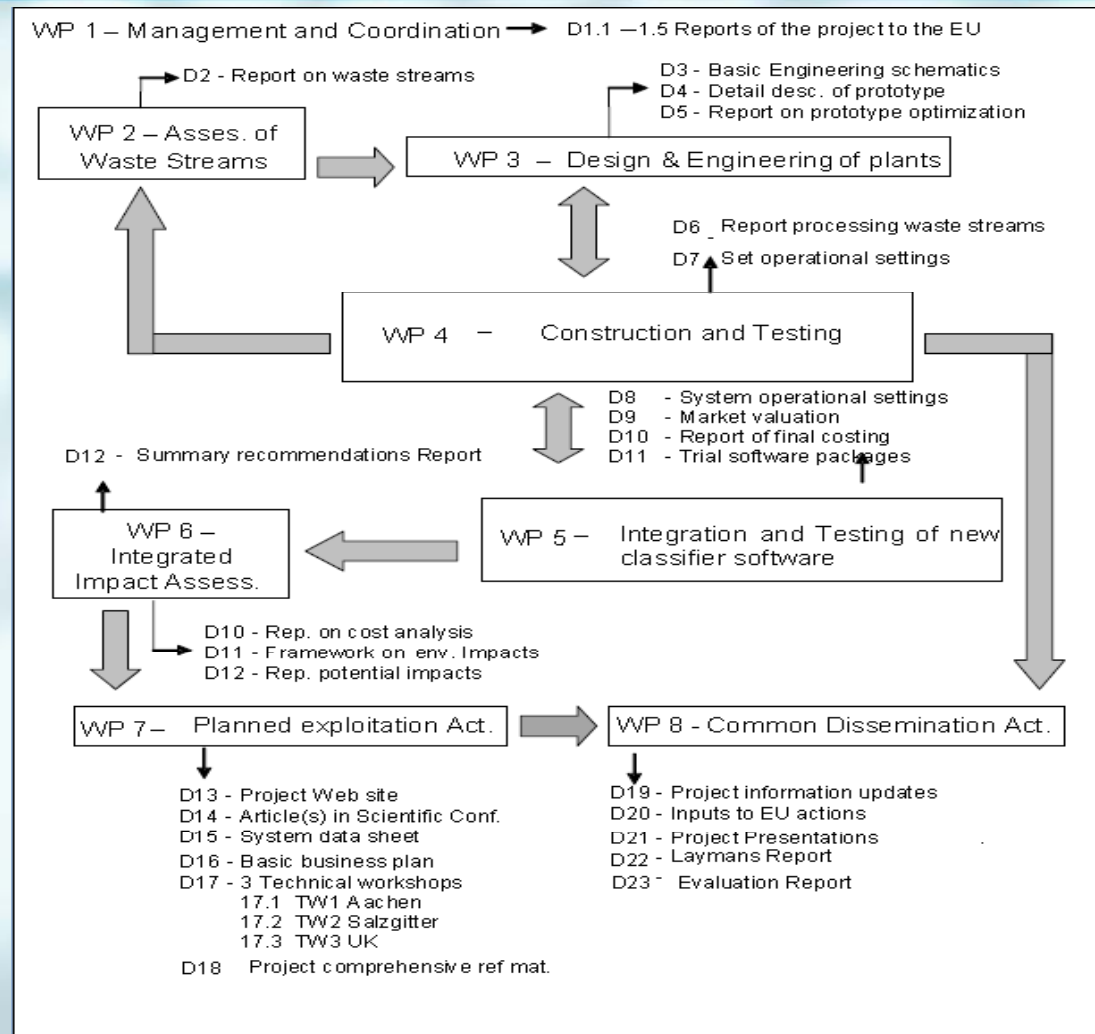 WP 1 – Management and Coordination
D1.1 –1.5 Reports of the project to the EU
D2 - Report on waste streams
D3 - Basic Engineering schematics
D4 - Detail desc. of prototype
D5 - Report on prototype optimization
WP 2 – Asses. of
Waste Streams
WP 3 – Design & Engineering of plants
D6 - Report processing waste streams
D7 - Set operational settings
WP 4 – Construction and Testing
D8 - System operational settings
D9 - Market valuation
D10 - Report of final costing
D11 - Trial software packages
D12 - Summary recommendations Report
WP 6 –
Integrated
Impact Assess.
WP 5 – Integration and Testing of new
classifier software
D10 - Rep. on cost analysis
D11 - Framework on env. Impacts
D12 - Rep. potential impacts
WP 7 – Planned exploitation Act.
WP 8 - Common Dissemination Act.
D13 - Project Web site
D14 - Article(s) in Scientific Conf.
D15 - System data sheet
D16 - Basic business plan
D17 - 3 Technical workshops
17.1 TW1 Aachen
17.2 TW2 Salzgitter
17.3 TW3 UK
D18 Project comprehensive ref mat.
D19 - Project information updates
D20 - Inputs to EU actions
D21 - Project Presentations .
D22 - Laymans Report
D23 - Evaluation Report